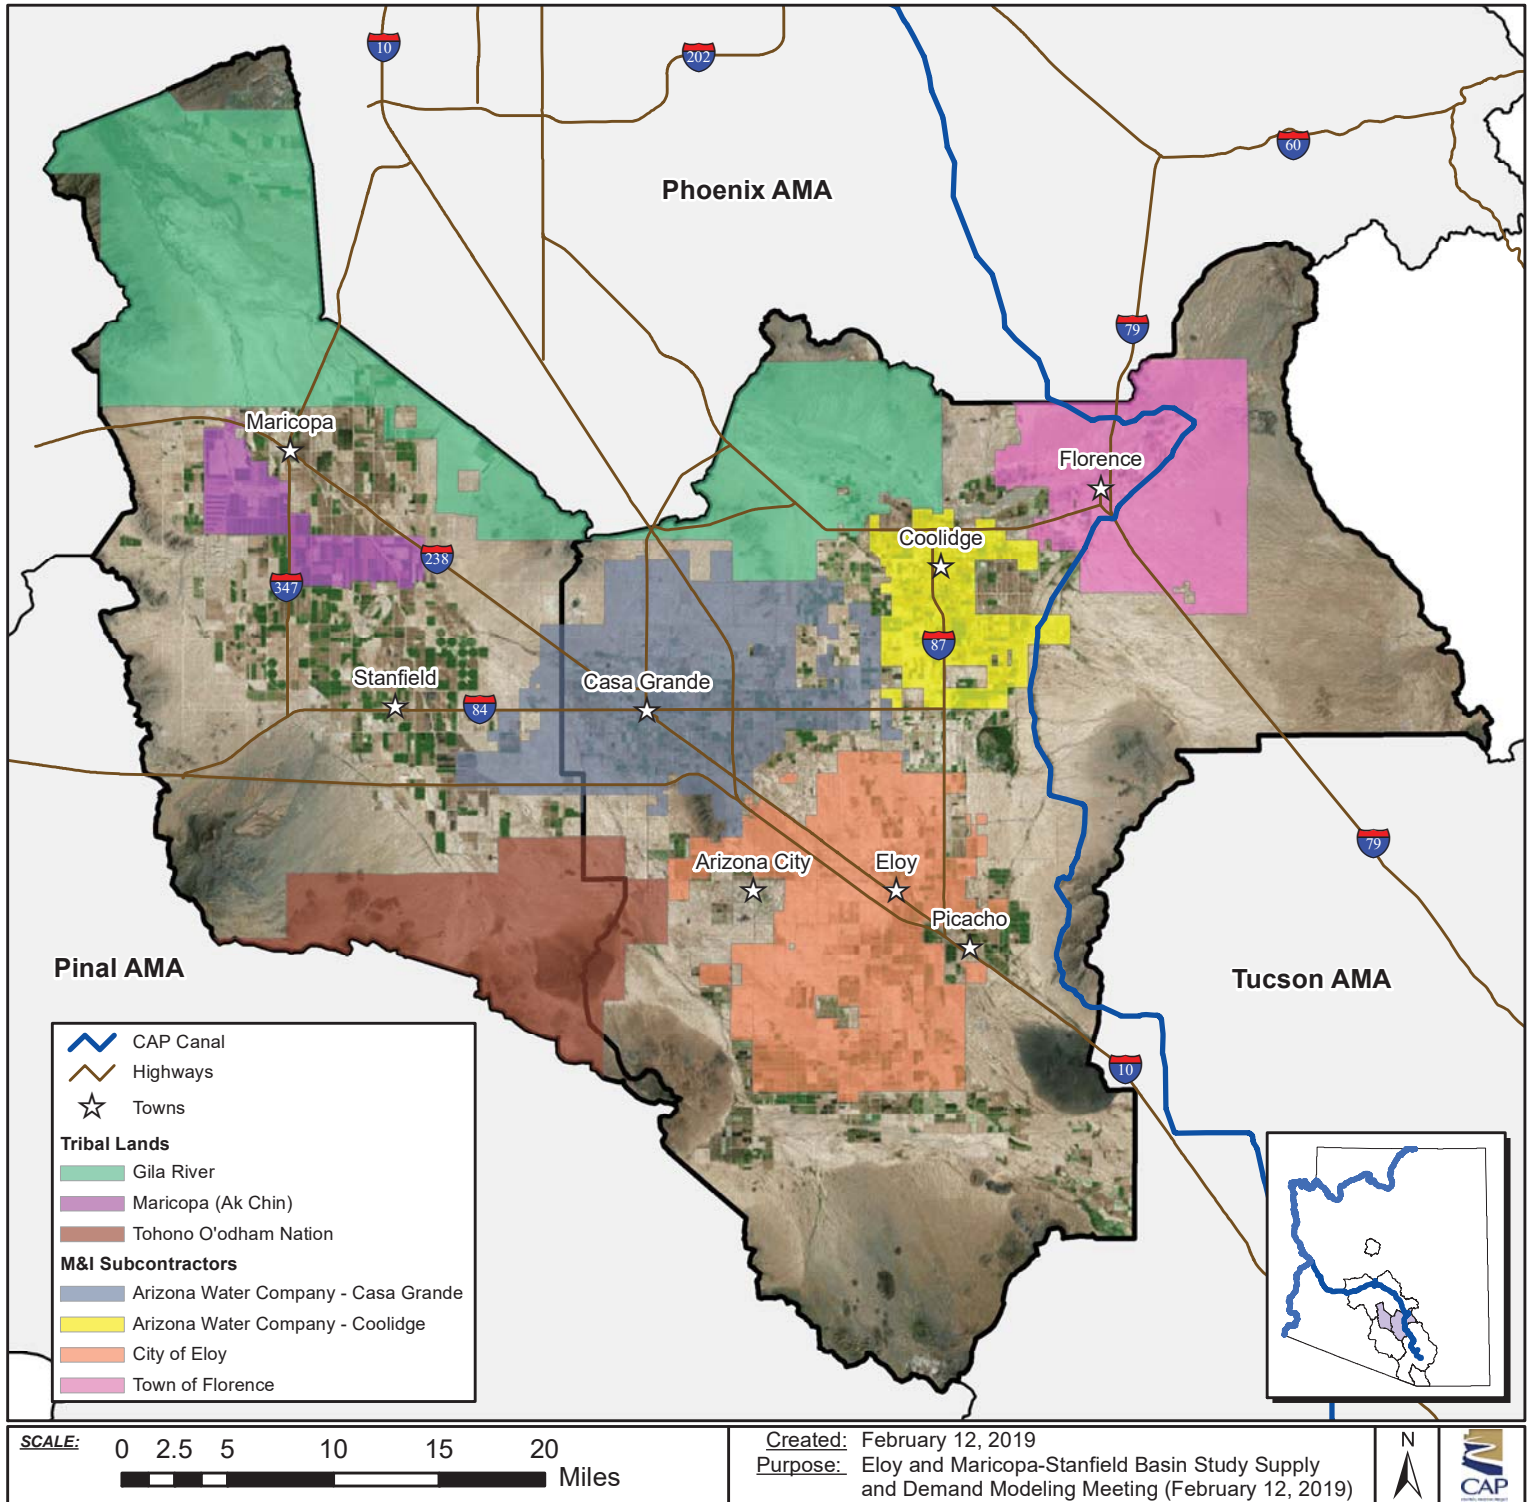 10
202
60
Phoenix AMA
79
Maricopa
Florence
Coolidge
238
347
87
Stanfield
Casa Grande
84
79
Arizona City
Eloy
Picacho
Pinal AMA
Tucson AMA
10
CAP Canal
Highways
Towns
Tribal Lands
Gila River
Maricopa (Ak Chin)
Tohono O'odham Nation
M&I Subcontractors
Arizona Water Company - Casa Grande
Arizona Water Company - Coolidge
City of Eloy
Town of Florence
SCALE: 0 2.5 5 10 15 20
Miles
Created: February 12, 2019
Purpose: Eloy and Maricopa-Stanfield Basin Study Supply
and Demand Modeling Meeting (February 12, 2019)
N
CAP